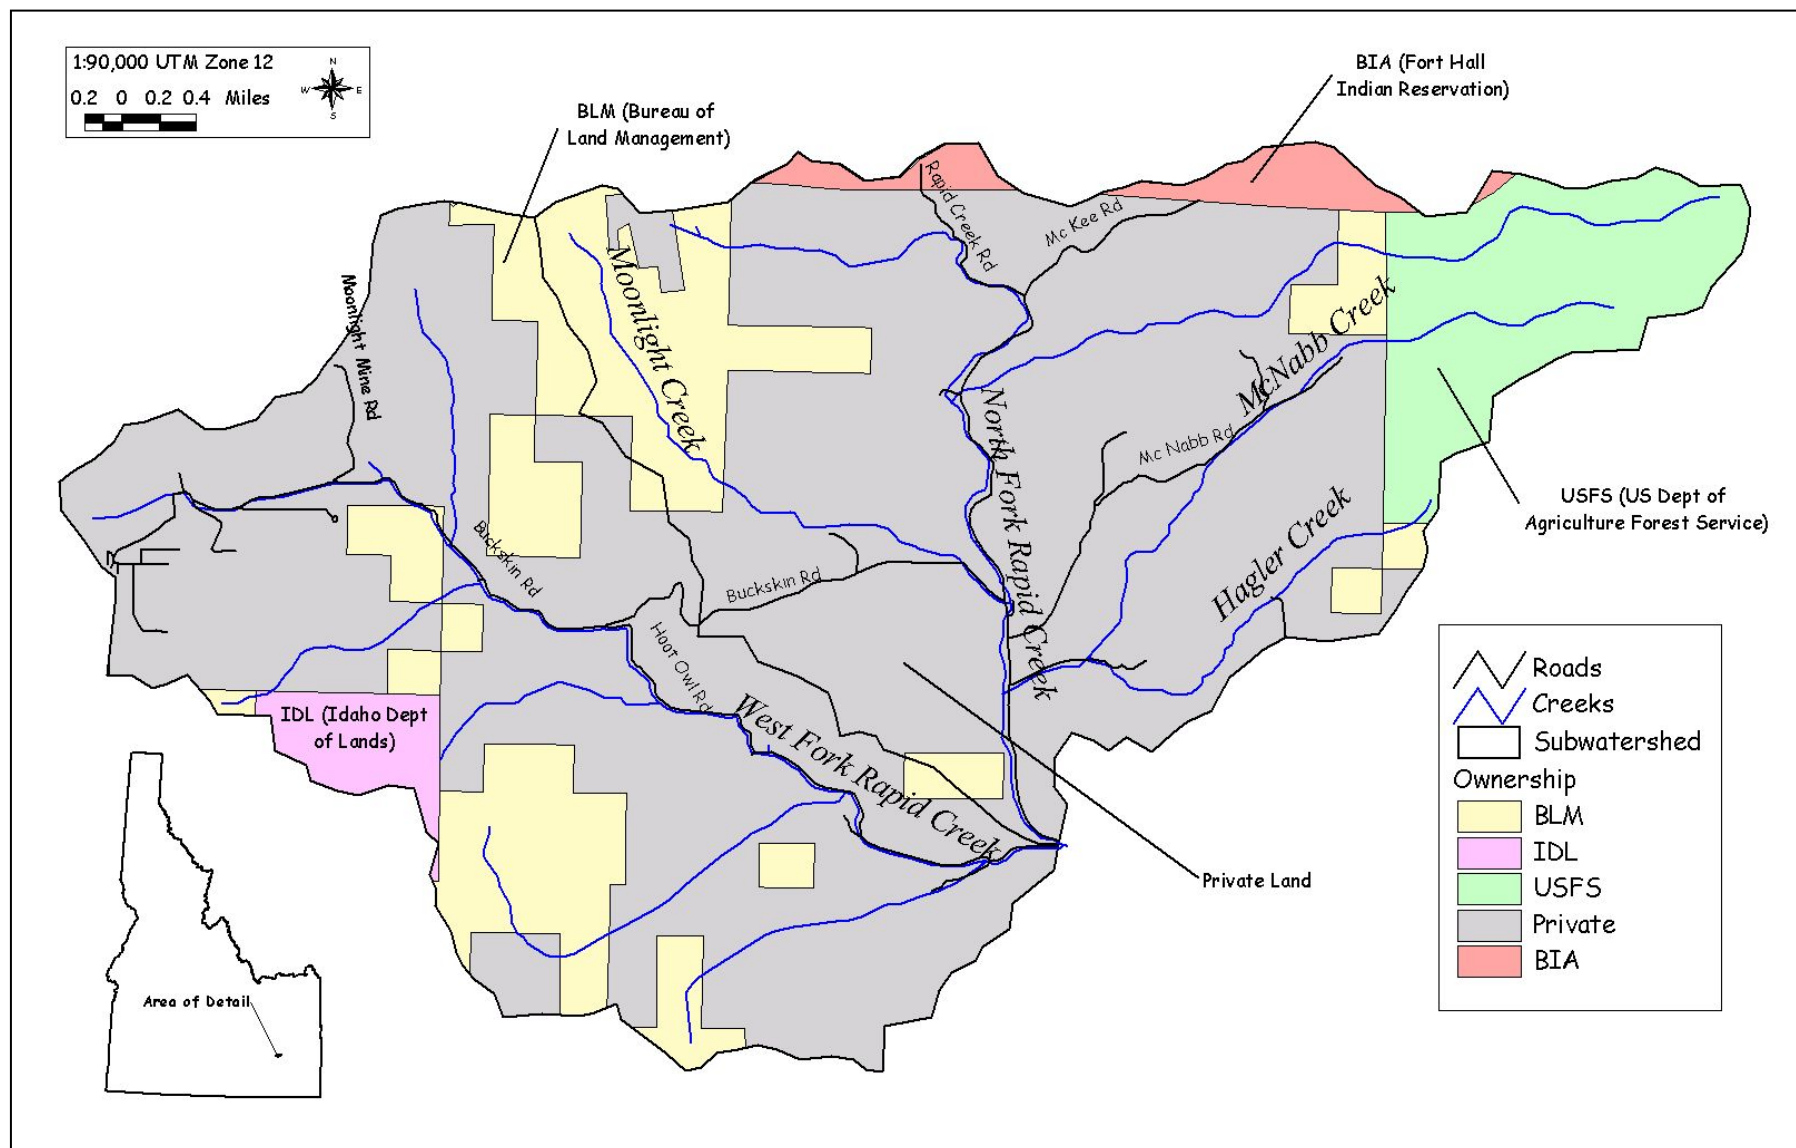 1:90,000 UTM Zone 12
N
W E
S
0.2 0 0.2 0.4 Miles
BLM (Bureau of
Land Management)
BIA (Fort Hall
Indian Reservation)
Rapid Creek Rd
Mc Kee Rd
Moonlight Mine Rd
Moonlight Creek
McNabb Creek
Mc Nabb Rd
North Fork Rapid Creek
USFS (US Dept of
Agriculture Forest Service)
Hagler Creek
Buckskin Rd
Buckskin Rd
Hoot Owl Rd
West Fork Rapid Creek
IDL (Idaho Dept
of Lands)
Private Land
Area of Detail
Roads
Creeks
Subwatershed
Ownership
BLM
IDL
USFS
Private
BIA